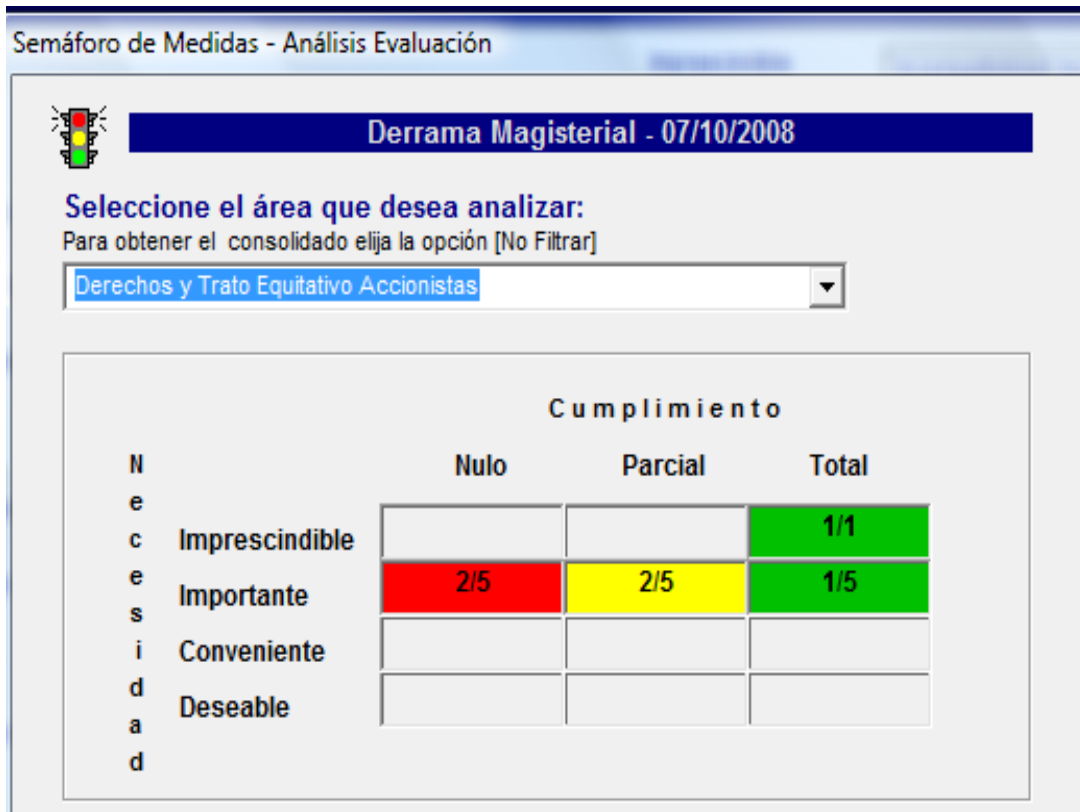 Semáforo de Medidas - Análisis Evaluación
Derrama Magisterial - 07/10/2008
Seleccione el área que desea analizar:
Para obtener el consolidado elija la opción [No Filtrar]
Derechos y Trato Equitativo Accionistas
Cumplimiento
Necesidad
Nulo Parcial Total
Imprescindible 1/1
Importante 2/5 2/5 1/5
Conveniente
Deseable